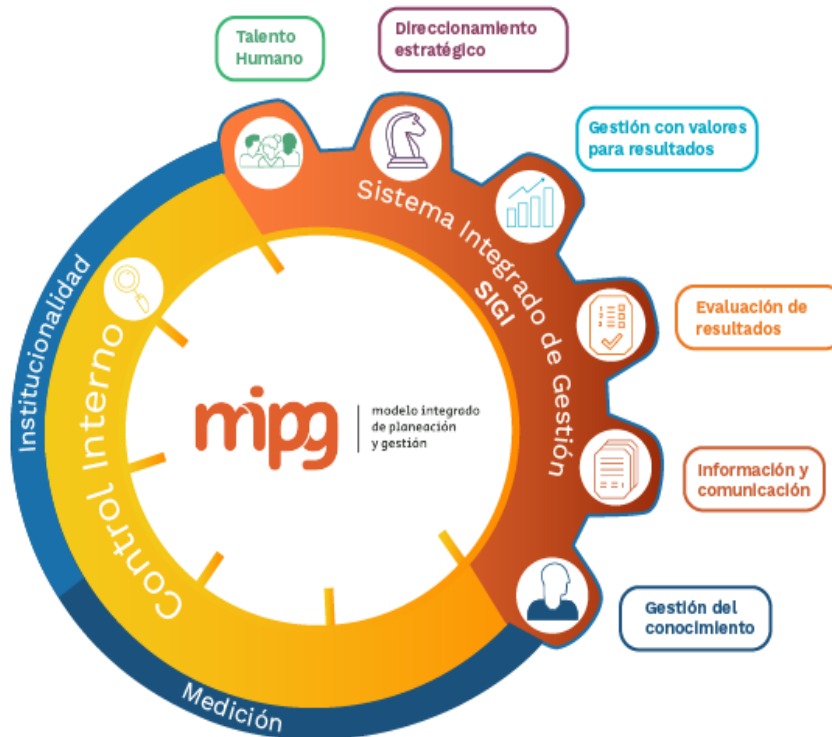 Talento
Humano
Direccionamiento
estratégico
Gestión con valores
para resultados
Evaluación de
resultados
Información y
comunicación
Gestión del
conocimiento
Sistema Integrado de Gestión
SIGI
Institucionalidad
Control Interno
Medición
mipg
modelo integrado
de planeación
y gestión